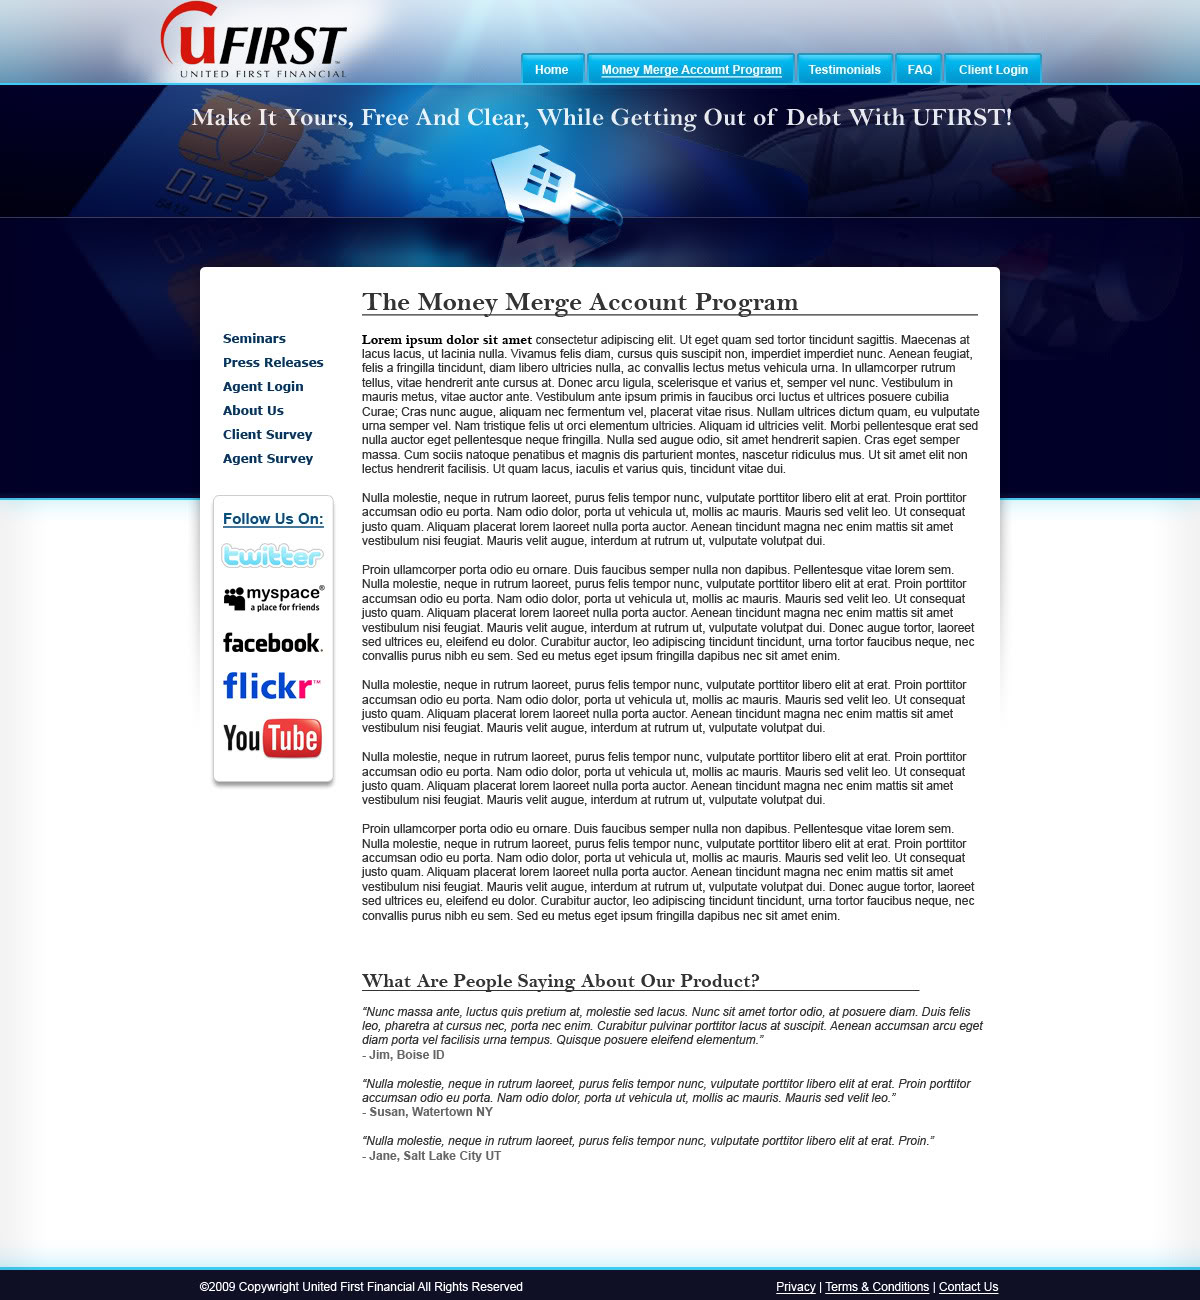 UFIRST™
UNITED FIRST FINANCIAL
Home
Money Merge Account Program
Testimonials
FAQ
Client Login
Make It Yours, Free And Clear, While Getting Out of Debt With UFIRST!
0123
5412
The Money Merge Account Program
Seminars
Press Releases
Agent Login
About Us
Client Survey
Agent Survey
Follow Us On:
twitter
myspace®
a place for friends
facebook.
flickr™
YouTube
Lorem ipsum dolor sit amet consectetur adipiscing elit. Ut eget quam sed tortor tincidunt sagittis. Maecenas at
lacus lacus, ut lacinia nulla. Vivamus felis diam, cursus quis suscipit non, imperdiet imperdiet nunc. Aenean feugiat,
felis a fringilla tincidunt, diam libero ultricies nulla, ac convallis lectus metus vehicula urna. In ullamcorper rutrum
tellus, vitae hendrerit ante cursus at. Donec arcu ligula, scelerisque et varius et, semper vel nunc. Vestibulum in
mauris metus, vitae auctor ante. Vestibulum ante ipsum primis in faucibus orci luctus et ultrices posuere cubilia
Curae; Cras nunc augue, aliquam nec fermentum vel, placerat vitae risus. Nullam ultrices dictum quam, eu vulputate
urna semper vel. Nam tristique felis ut orci elementum ultricies. Aliquam id ultricies velit. Morbi pellentesque erat sed
nulla auctor eget pellentesque neque fringilla. Nulla sed augue odio, sit amet hendrerit sapien. Cras eget semper
massa. Cum sociis natoque penatibus et magnis dis parturient montes, nascetur ridiculus mus. Ut sit amet elit non
lectus hendrerit facilisis. Ut quam lacus, iaculis et varius quis, tincidunt vitae dui.
Nulla molestie, neque in rutrum laoreet, purus felis tempor nunc, vulputate porttitor libero elit at erat. Proin porttitor
accumsan odio eu porta. Nam odio dolor, porta ut vehicula ut, mollis ac mauris. Mauris sed velit leo. Ut consequat
justo quam. Aliquam placerat lorem laoreet nulla porta auctor. Aenean tincidunt magna nec enim mattis sit amet
vestibulum nisi feugiat. Mauris velit augue, interdum at rutrum ut, vulputate volutpat dui.
Proin ullamcorper porta odio eu ornare. Duis faucibus semper nulla non dapibus. Pellentesque vitae lorem sem.
Nulla molestie, neque in rutrum laoreet, purus felis tempor nunc, vulputate porttitor libero elit at erat. Proin porttitor
accumsan odio eu porta. Nam odio dolor, porta ut vehicula ut, mollis ac mauris. Mauris sed velit leo. Ut consequat
justo quam. Aliquam placerat lorem laoreet nulla porta auctor. Aenean tincidunt magna nec enim mattis sit amet
vestibulum nisi feugiat. Mauris velit augue, interdum at rutrum ut, vulputate volutpat dui. Donec augue tortor, laoreet
sed ultrices eu, eleifend eu dolor. Curabitur auctor, leo adipiscing tincidunt tincidunt, urna tortor faucibus neque, nec
convallis purus nibh eu sem. Sed eu metus eget ipsum fringilla dapibus nec sit amet enim.
Nulla molestie, neque in rutrum laoreet, purus felis tempor nunc, vulputate porttitor libero elit at erat. Proin porttitor
accumsan odio eu porta. Nam odio dolor, porta ut vehicula ut, mollis ac mauris. Mauris sed velit leo. Ut consequat
justo quam. Aliquam placerat lorem laoreet nulla porta auctor. Aenean tincidunt magna nec enim mattis sit amet
vestibulum nisi feugiat. Mauris velit augue, interdum at rutrum ut, vulputate volutpat dui.
Nulla molestie, neque in rutrum laoreet, purus felis tempor nunc, vulputate porttitor libero elit at erat. Proin porttitor
accumsan odio eu porta. Nam odio dolor, porta ut vehicula ut, mollis ac mauris. Mauris sed velit leo. Ut consequat
justo quam. Aliquam placerat lorem laoreet nulla porta auctor. Aenean tincidunt magna nec enim mattis sit amet
vestibulum nisi feugiat. Mauris velit augue, interdum at rutrum ut, vulputate volutpat dui.
Proin ullamcorper porta odio eu ornare. Duis faucibus semper nulla non dapibus. Pellentesque vitae lorem sem.
Nulla molestie, neque in rutrum laoreet, purus felis tempor nunc, vulputate porttitor libero elit at erat. Proin porttitor
accumsan odio eu porta. Nam odio dolor, porta ut vehicula ut, mollis ac mauris. Mauris sed velit leo. Ut consequat
justo quam. Aliquam placerat lorem laoreet nulla porta auctor. Aenean tincidunt magna nec enim mattis sit amet
vestibulum nisi feugiat. Mauris velit augue, interdum at rutrum ut, vulputate volutpat dui. Donec augue tortor, laoreet
sed ultrices eu, eleifend eu dolor. Curabitur auctor, leo adipiscing tincidunt tincidunt, urna tortor faucibus neque, nec
convallis purus nibh eu sem. Sed eu metus eget ipsum fringilla dapibus nec sit amet enim.
What Are People Saying About Our Product?
“Nunc massa ante, luctus quis pretium at, molestie sed lacus. Nunc sit amet tortor odio, at posuere diam. Duis felis
leo, pharetra at cursus nec, porta nec enim. Curabitur pulvinar porttitor lacus at suscipit. Aenean accumsan arcu eget
diam porta vel facilisis urna tempus. Quisque posuere eleifend elementum.”
- Jim, Boise ID
“Nulla molestie, neque in rutrum laoreet, purus felis tempor nunc, vulputate porttitor libero elit at erat. Proin porttitor
accumsan odio eu porta. Nam odio dolor, porta ut vehicula ut, mollis ac mauris. Mauris sed velit leo.”
- Susan, Watertown NY
“Nulla molestie, neque in rutrum laoreet, purus felis tempor nunc, vulputate porttitor libero elit at erat. Proin.”
- Jane, Salt Lake City UT
©2009 Copywright United First Financial All Rights Reserved
Privacy | Terms & Conditions | Contact Us